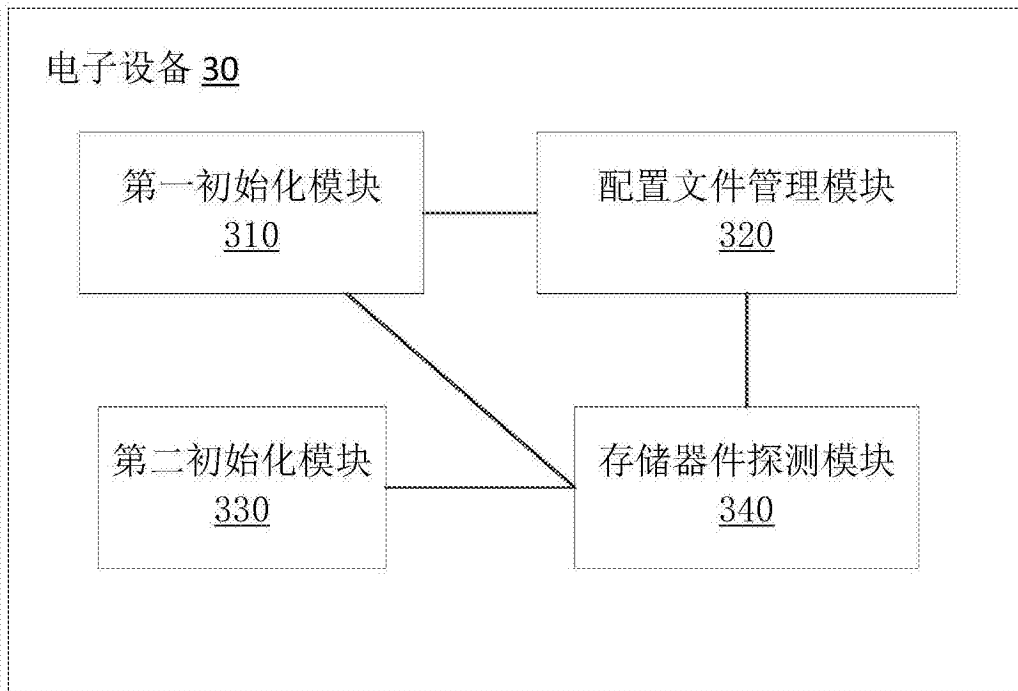 电子设备 30
第一初始化模块
310
配置文件管理模块
320
第二初始化模块
330
存储器件探测模块
340